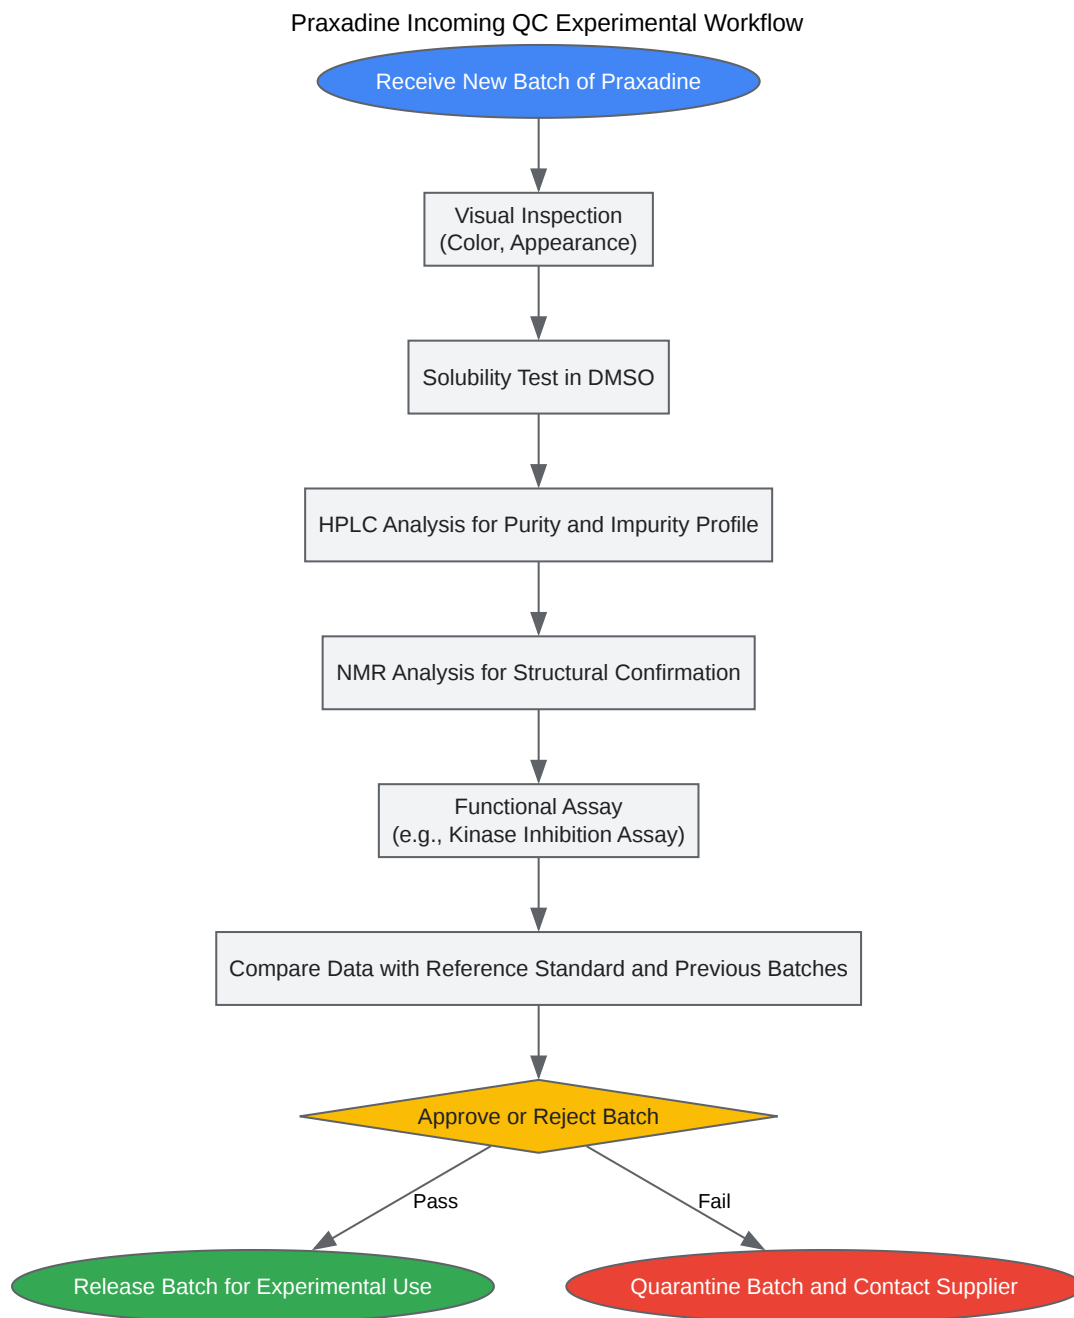 Praxadine Incoming QC Experimental Workflow
Receive New Batch of Praxadine
Visual Inspection
(Color, Appearance)
Solubility Test in DMSO
HPLC Analysis for Purity and Impurity Profile
NMR Analysis for Structural Confirmation
Functional Assay
(e.g., Kinase Inhibition Assay)
Compare Data with Reference Standard and Previous Batches
Approve or Reject Batch
Pass
Fail
Release Batch for Experimental Use
Quarantine Batch and Contact Supplier